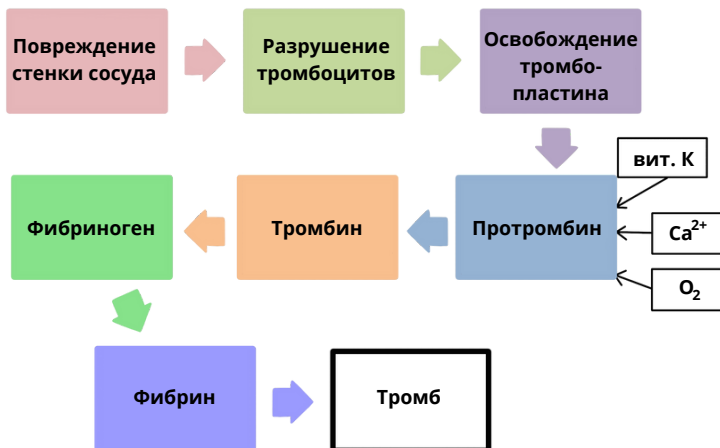 Повреждение
стенки сосуда
Разрушение
тромбоцитов
Освобождение
тромбо-
пластина
вит. К
Протромбин
Ca²⁺
O₂
Тромбин
Фибриноген
Фибрин
Тромб